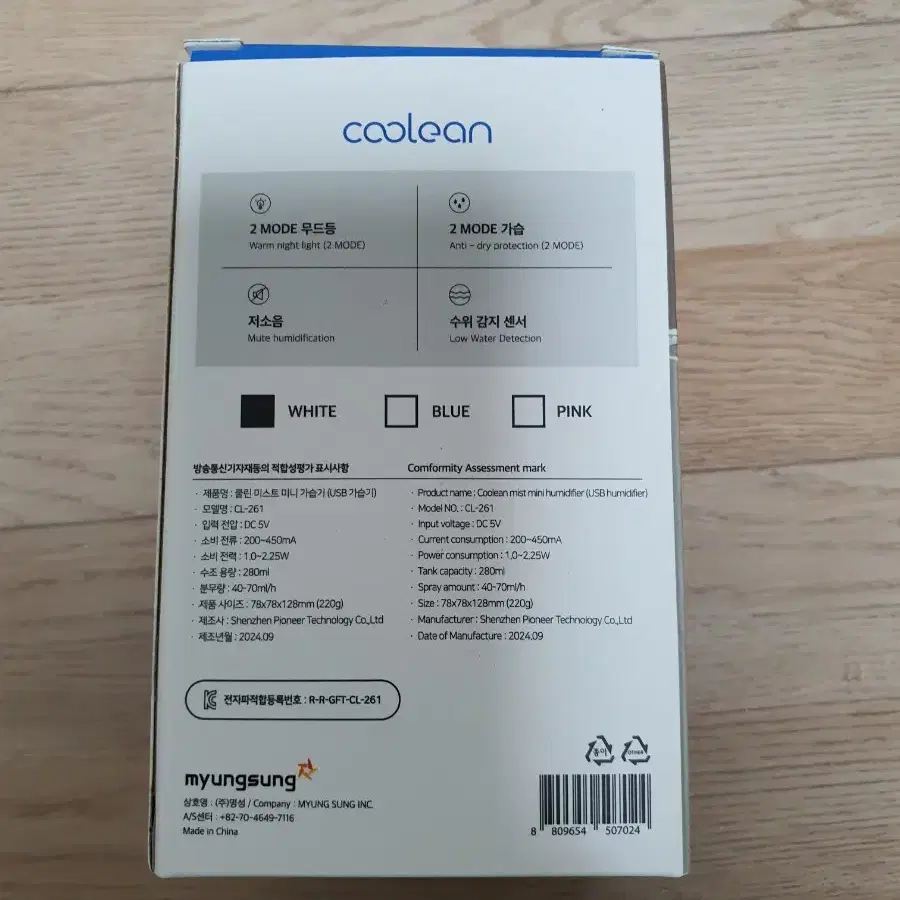 coolean
2 MODE 무드등
Warm night light (2 MODE)
2 MODE 가습
Anti - dry protection (2 MODE)
저소음
Mute humidification
수위 감지 센서
Low Water Detection
WHITE
BLUE
PINK
방송통신기자재등의 적합성평가 표시사항
· 제품명 : 쿨린 미스트 미니 가습기 (USB 가습기)
· 모델명 : CL-261
· 입력 전압 : DC 5V
· 소비 전류 : 200~450mA
· 소비 전력 : 1.0~2.25W
· 수조 용량 : 280ml
· 분무량 : 40-70ml/h
· 제품 사이즈 : 78x78x128mm (220g)
· 제조사 : Shenzhen Pioneer Technology Co.,Ltd
· 제조년월 : 2024.09
Comformity Assessment mark
· Product name : Coolean mist mini humidifier (USB humidifier)
· Model NO. : CL-261
· Input voltage : DC 5V
· Current consumption : 200~450mA
· Power consumption : 1.0~2.25W
· Tank capacity : 280ml
· Spray amount : 40-70ml/h
· Size : 78x78x128mm (220g)
· Manufacturer : Shenzhen Pioneer Technology Co.,Ltd
· Date of Manufacture : 2024.09
전자파적합등록번호 : R-R-GFT-CL-261
종이
OTHER
myungsung
상호명 : (주)명성 / Company : MYUNG SUNG INC.
A/S센터 : +82-70-4649-7116
Made in China
8 809654 507024